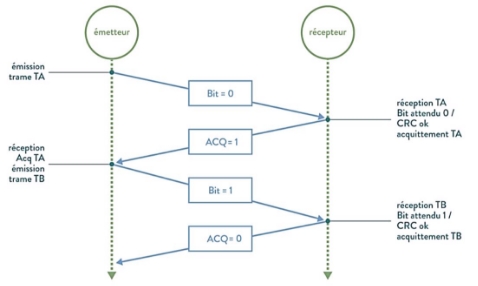 émetteur
récepteur
émission
trame TA
Bit = 0
réception TA
Bit attendu 0 /
CRC ok
acquittement TA
ACQ= 1
réception
Acq TA
émission
trame TB
Bit = 1
réception TB
Bit attendu 1 /
CRC ok
acquittement TB
ACQ= 0